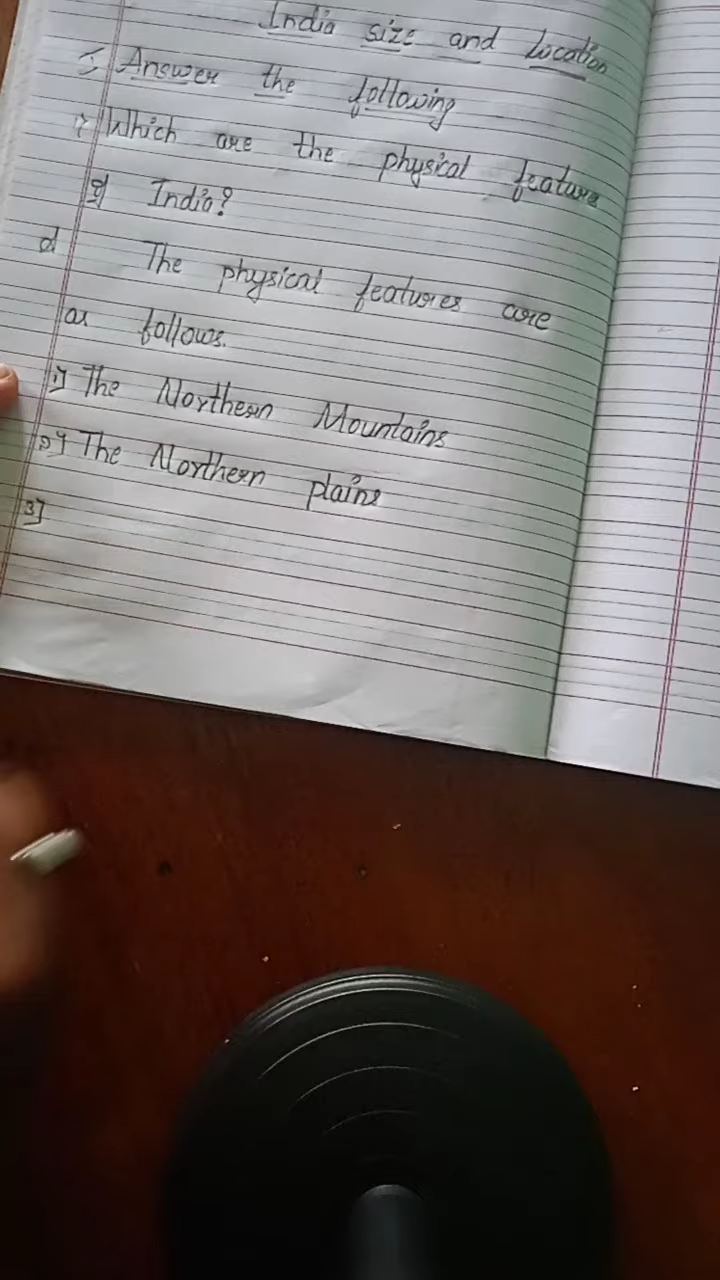 India size and Location
I Answer the following
1. Which are the physical feature
of India?
The physical features are
as follows.
1] The Northern Mountains
2] The Northern plains
3]